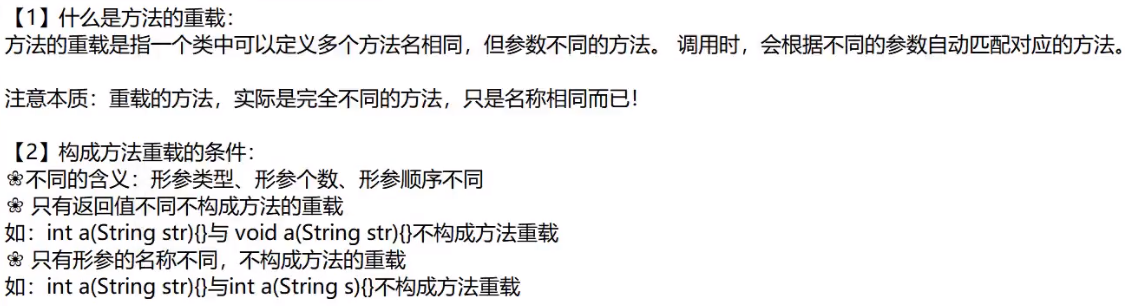 【1】什么是方法的重载：
方法的重载是指一个类中可以定义多个方法名相同，但参数不同的方法。 调用时，会根据不同的参数自动匹配对应的方法。
注意本质：重载的方法，实际是完全不同的方法，只是名称相同而已！
【2】构成方法重载的条件：
❀不同的含义：形参类型、形参个数、形参顺序不同
❀ 只有返回值不同不构成方法的重载
如：int a(String str){}与 void a(String str){}不构成方法重载
❀ 只有形参的名称不同，不构成方法的重载
如：int a(String str){}与int a(String s){}不构成方法重载